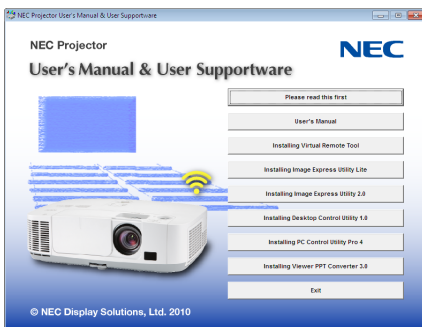 NEC Projector User's Manual & User Supportware
NEC Projector
NEC
User's Manual & User Supportware
Please read this first
User's Manual
Installing Virtual Remote Tool
Installing Image Express Utility Lite
Installing Image Express Utility 2.0
Installing Desktop Control Utility 1.0
Installing PC Control Utility Pro 4
Installing Viewer PPT Converter 3.0
Exit
© NEC Display Solutions, Ltd. 2010